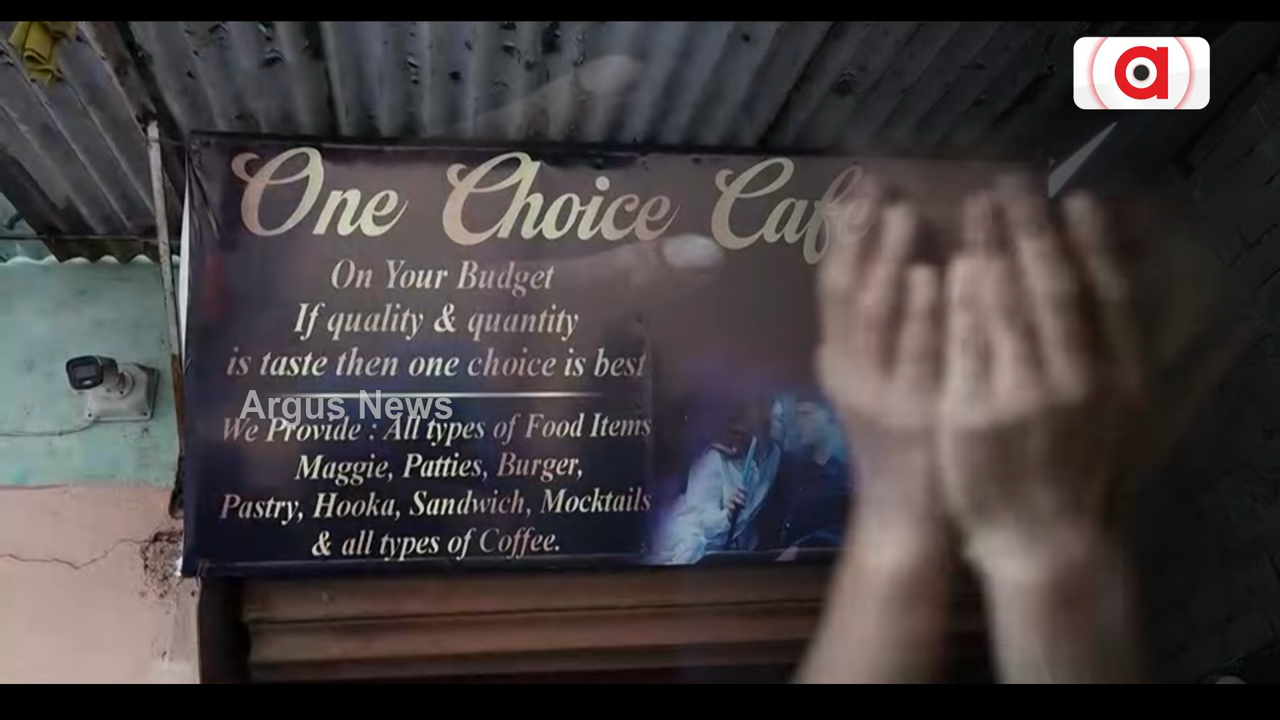 a
One Choice Cafe
On Your Budget
If quality & quantity
is taste then one choice is best
Argus News
We Provide : All types of Food Items
Maggie, Patties, Burger,
Pastry, Hooka, Sandwich, Mocktails
& all types of Coffee.